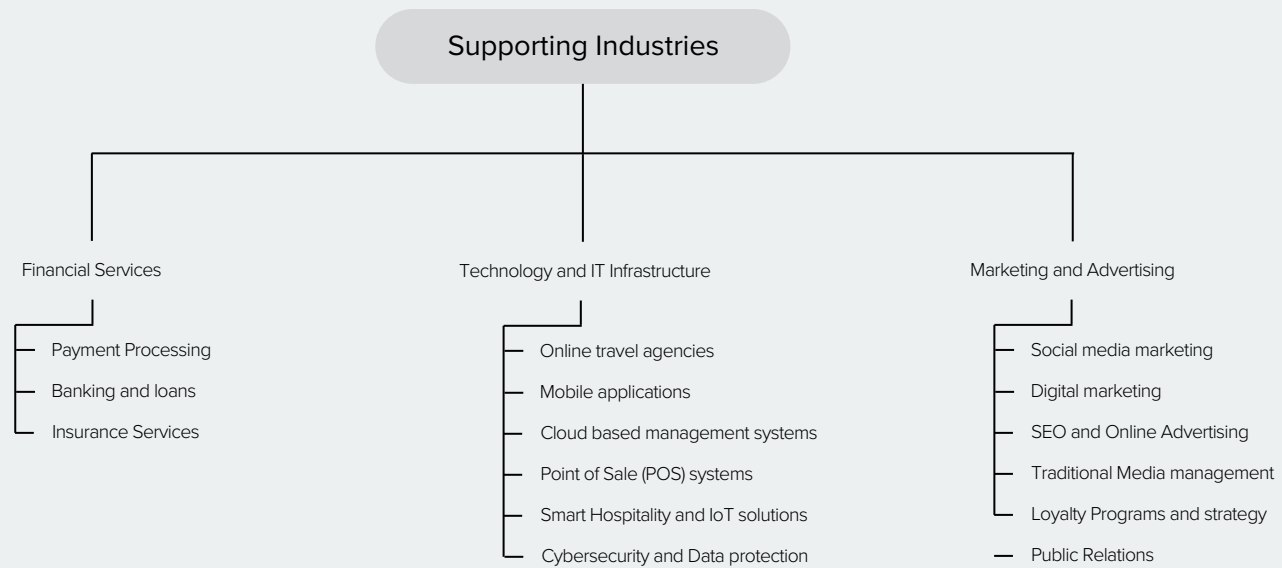 Supporting Industries
Financial Services
Payment Processing
Banking and loans
Insurance Services
Technology and IT Infrastructure
Online travel agencies
Mobile applications
Cloud based management systems
Point of Sale (POS) systems
Smart Hospitality and IoT solutions
Cybersecurity and Data protection
Marketing and Advertising
Social media marketing
Digital marketing
SEO and Online Advertising
Traditional Media management
Loyalty Programs and strategy
Public Relations